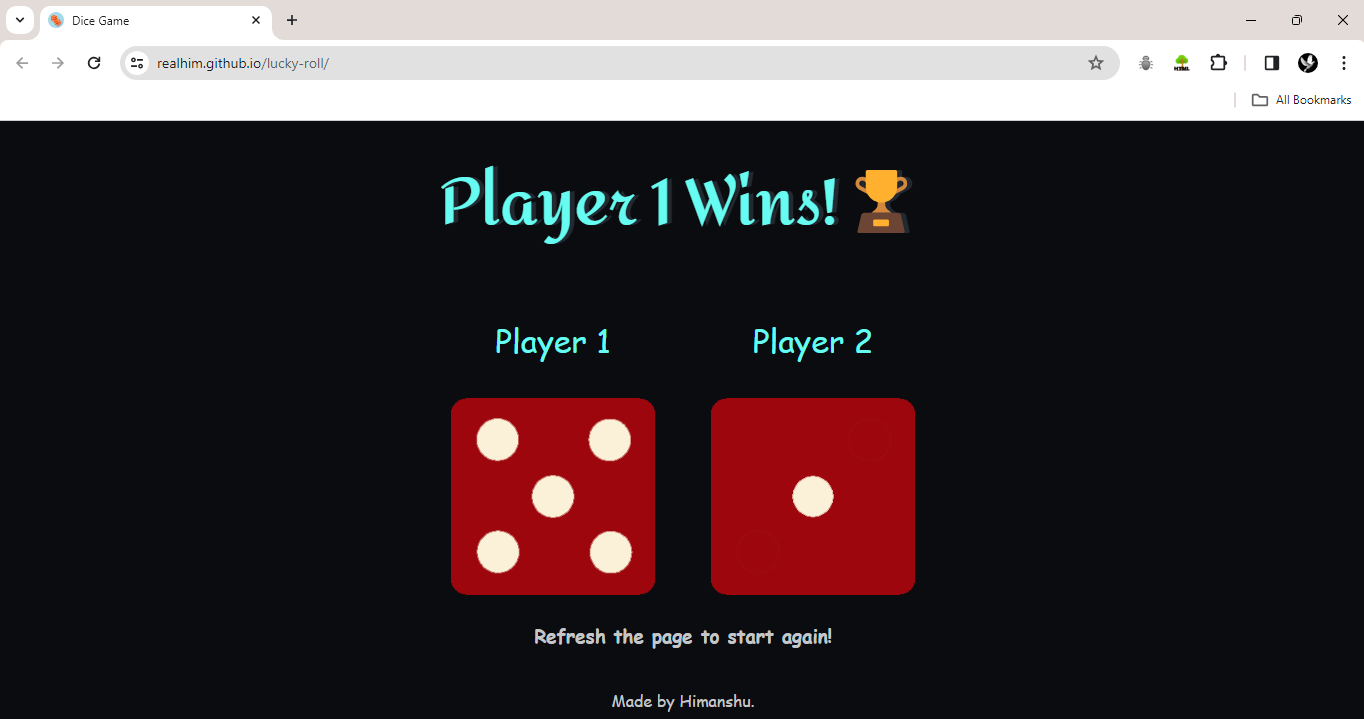 Dice Game
realhim.github.io/lucky-roll/
HTML
All Bookmarks
Player 1 Wins! 🏆
Player 1
Player 2
Refresh the page to start again!
Made by Himanshu.